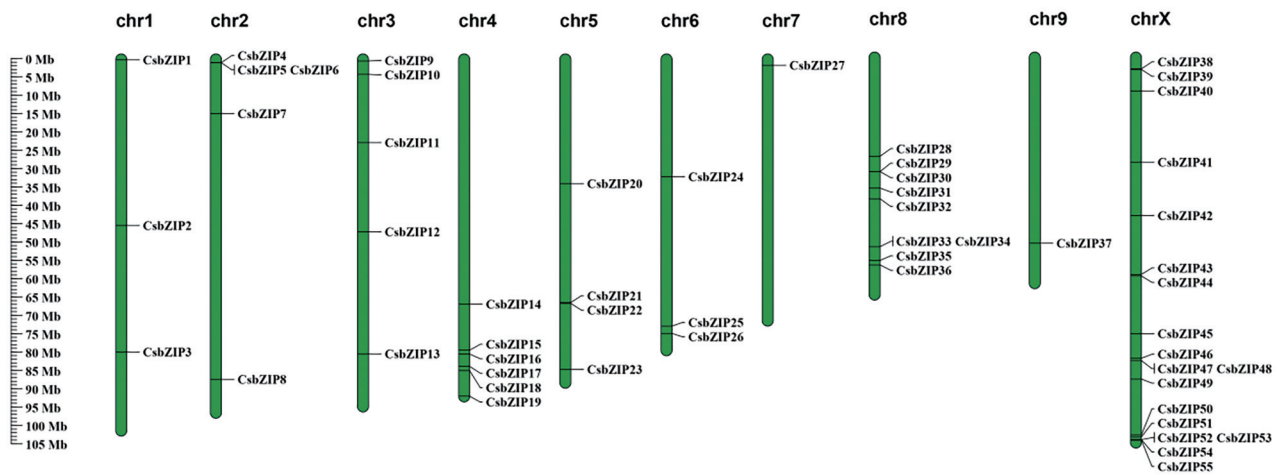 chr1 chr2 chr3 chr4 chr5 chr6 chr7 chr8 chr9 chrX
0 Mb
5 Mb
10 Mb
15 Mb
20 Mb
25 Mb
30 Mb
35 Mb
40 Mb
45 Mb
50 Mb
55 Mb
60 Mb
65 Mb
70 Mb
75 Mb
80 Mb
85 Mb
90 Mb
95 Mb
100 Mb
105 Mb
CsbZIP1
CsbZIP2
CsbZIP3
CsbZIP4
CsbZIP5 CsbZIP6
CsbZIP7
CsbZIP8
CsbZIP9
CsbZIP10
CsbZIP11
CsbZIP12
CsbZIP13
CsbZIP14
CsbZIP15
CsbZIP16
CsbZIP17
CsbZIP18
CsbZIP19
CsbZIP20
CsbZIP21
CsbZIP22
CsbZIP23
CsbZIP24
CsbZIP25
CsbZIP26
CsbZIP27
CsbZIP28
CsbZIP29
CsbZIP30
CsbZIP31
CsbZIP32
CsbZIP33 CsbZIP34
CsbZIP35
CsbZIP36
CsbZIP37
CsbZIP38
CsbZIP39
CsbZIP40
CsbZIP41
CsbZIP42
CsbZIP43
CsbZIP44
CsbZIP45
CsbZIP46
CsbZIP47 CsbZIP48
CsbZIP49
CsbZIP50
CsbZIP51
CsbZIP52 CsbZIP53
CsbZIP54
CsbZIP55